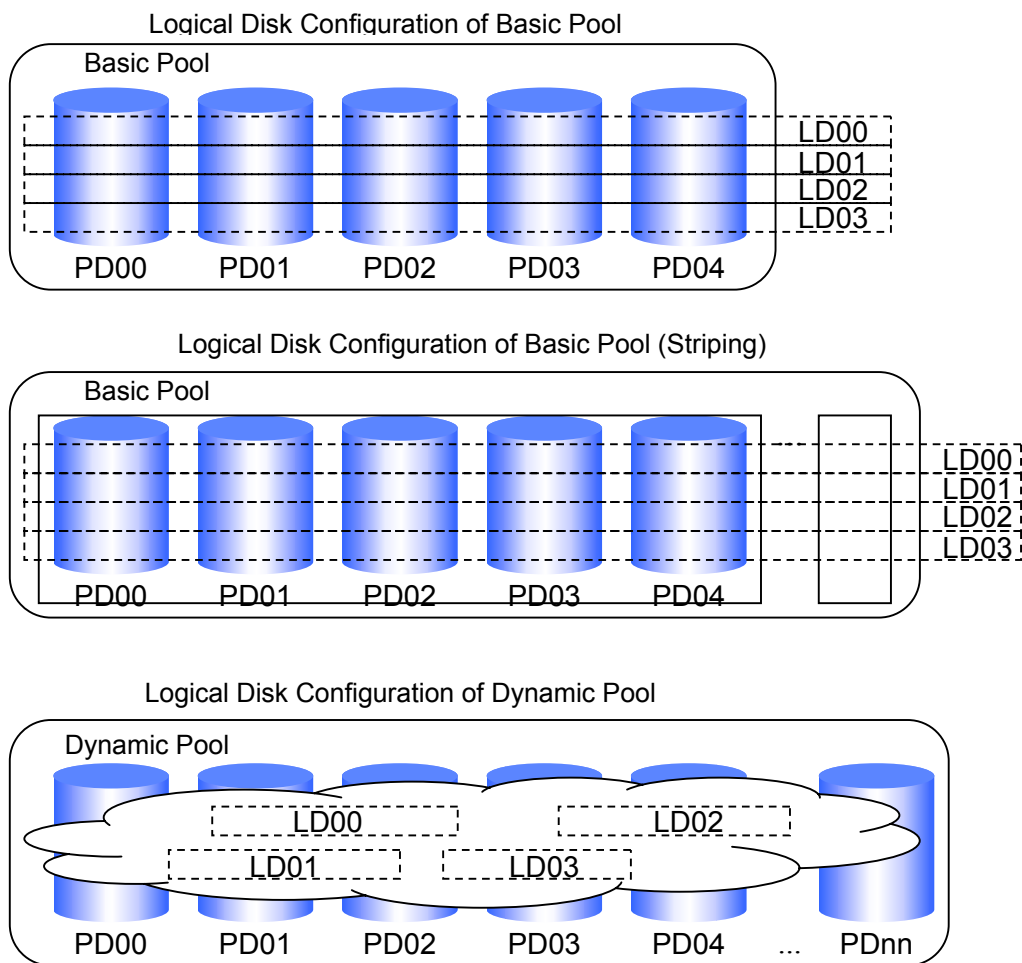 Logical Disk Configuration of Basic Pool
Basic Pool
LD00
LD01
LD02
LD03
PD00 PD01 PD02 PD03 PD04
Logical Disk Configuration of Basic Pool (Striping)
Basic Pool
...
LD00
LD01
LD02
LD03
PD00 PD01 PD02 PD03 PD04
Logical Disk Configuration of Dynamic Pool
Dynamic Pool
LD00 LD02
LD01 LD03
PD00 PD01 PD02 PD03 PD04 ... PDnn